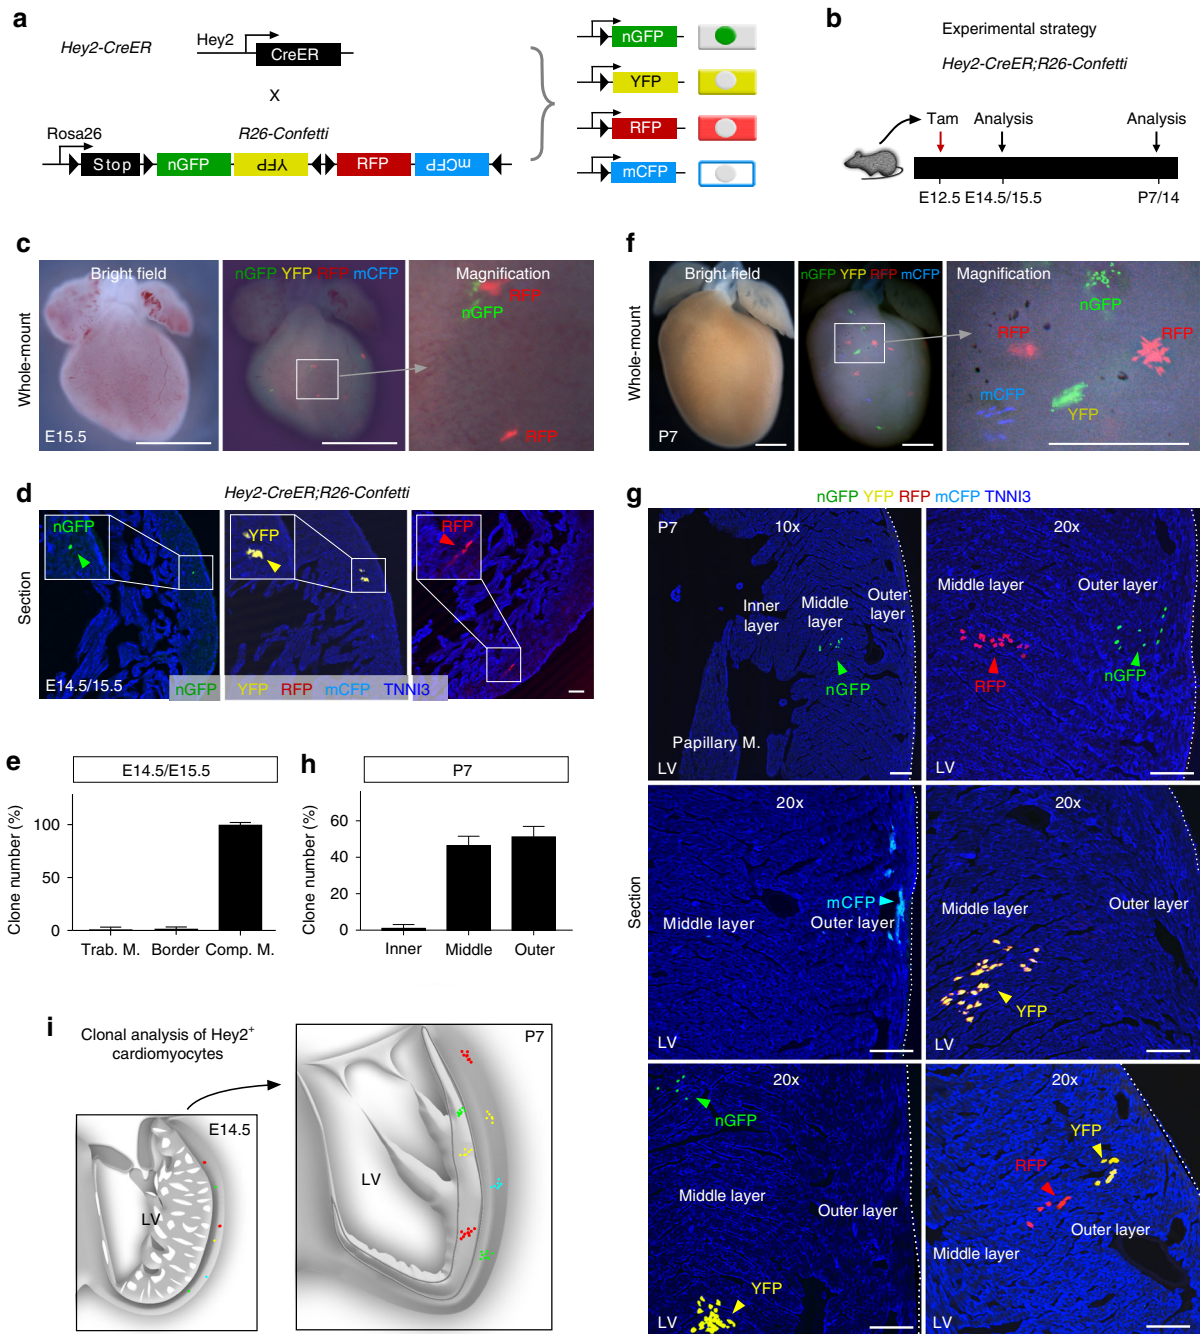 a
Hey2-CreER
Hey2
CreER
X
Rosa26
R26-Confetti
Stop
nGFP
YFP
RFP
mCFP
nGFP
YFP
RFP
mCFP
b
Experimental strategy
Hey2-CreER;R26-Confetti
Tam
Analysis
Analysis
E12.5
E14.5/15.5
P7/14
c
Whole-mount
Bright field
nGFP YFP RFP mCFP
Magnification
RFP
nGFP
RFP
E15.5
f
Whole-mount
Bright field
nGFP YFP RFP mCFP
Magnification
nGFP
RFP
RFP
mCFP
YFP
P7
d
Hey2-CreER;R26-Confetti
Section
nGFP
YFP
RFP
E14.5/15.5
nGFP YFP RFP mCFP TNNI3
g
nGFP YFP RFP mCFP TNNI3
Section
P7
10x
Inner layer
Middle layer
Outer layer
nGFP
Papillary M.
LV
20x
Middle layer
Outer layer
RFP
nGFP
LV
20x
mCFP
Middle layer
Outer layer
LV
20x
Middle layer
Outer layer
YFP
LV
20x
nGFP
Middle layer
Outer layer
YFP
LV
20x
YFP
RFP
Outer layer
Middle layer
LV
e
E14.5/E15.5
Clone number (%)
100
50
0
Trab. M.
Border
Comp. M.
h
P7
Clone number (%)
60
40
20
0
Inner
Middle
Outer
i
Clonal analysis of Hey2+
cardiomyocytes
E14.5
LV
P7
LV